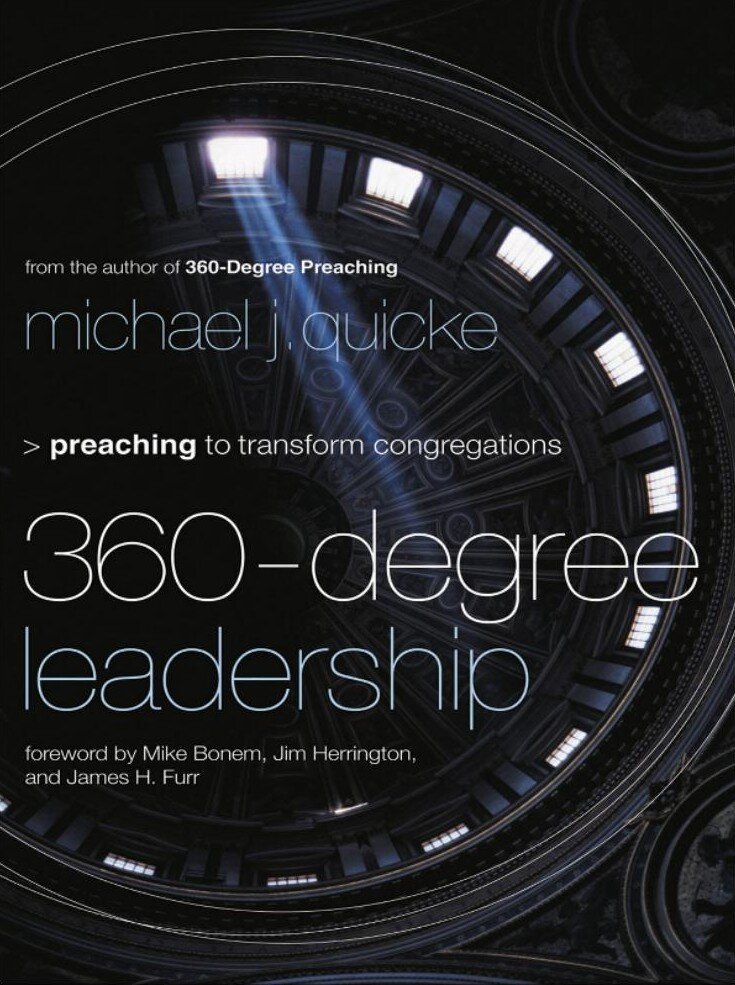 from the author of 360-Degree Preaching
michael j. quicke
> preaching to transform congregations
360-degree
leadership
foreword by Mike Bonem, Jim Herrington,
and James H. Furr